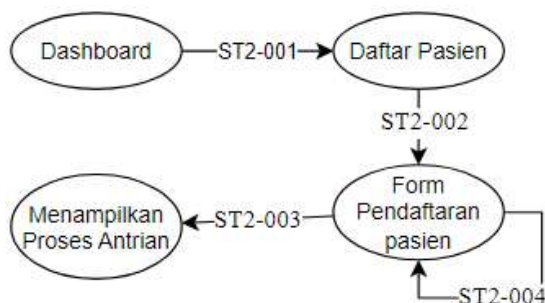 Dashboard
ST2-001
Daftar Pasien
ST2-002
Form
Pendaftaran
pasien
ST2-003
Menampilkan
Proses Antrian
ST2-004